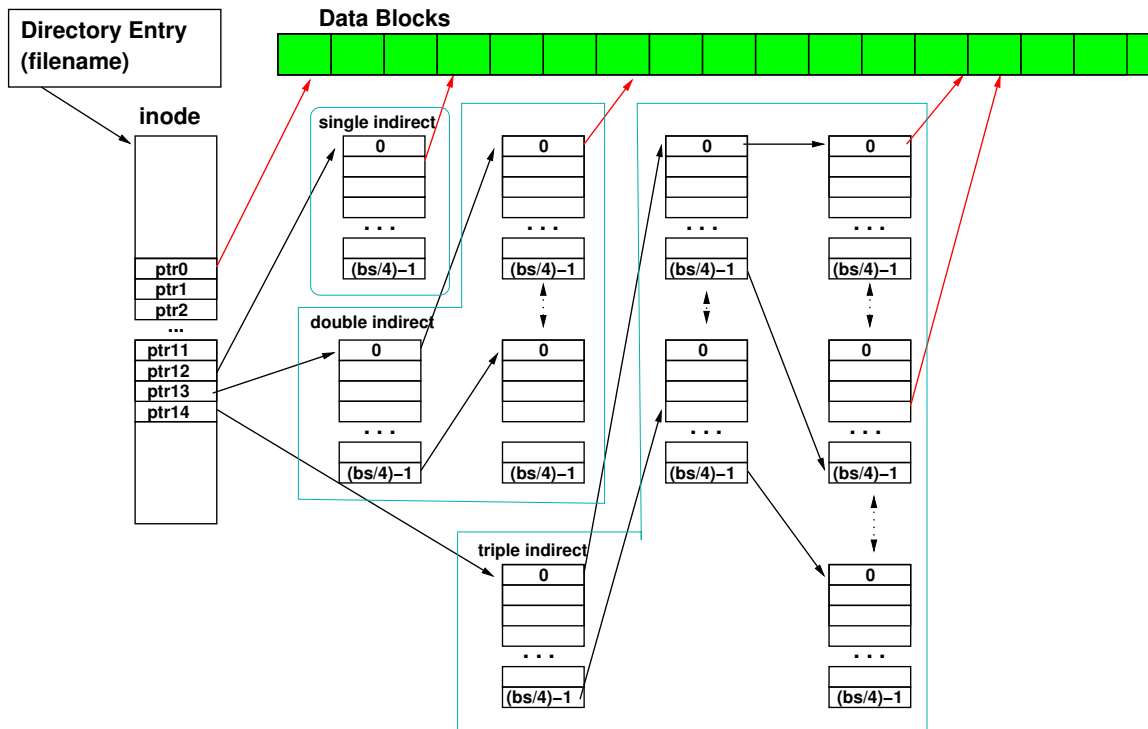 Directory Entry
(filename)
Data Blocks
inode
ptr0
ptr1
ptr2
...
ptr11
ptr12
ptr13
ptr14
single indirect
0
...
(bs/4)−1
0
...
(bs/4)−1
double indirect
0
...
(bs/4)−1
0
...
(bs/4)−1
0
...
(bs/4)−1
0
...
(bs/4)−1
0
...
(bs/4)−1
0
...
(bs/4)−1
triple indirect
0
...
(bs/4)−1
0
...
(bs/4)−1